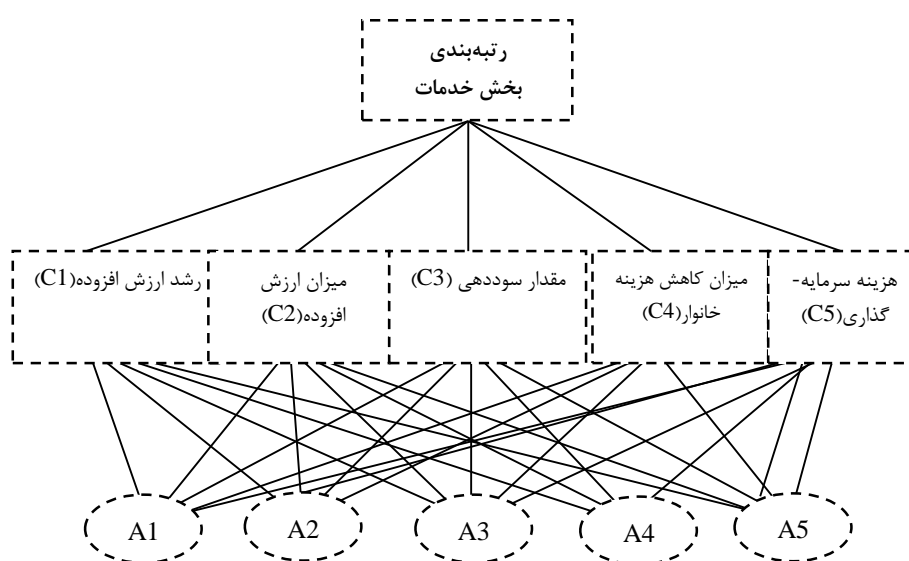 رتبه‌بندی
بخش خدمات
رشد ارزش افزوده(C1)
میزان ارزش
افزوده(C2)
مقدار سوددهی (C3)
میزان کاهش هزینه
خانوار(C4)
هزینه سرمایه-
گذاری(C5)
A1
A2
A3
A4
A5